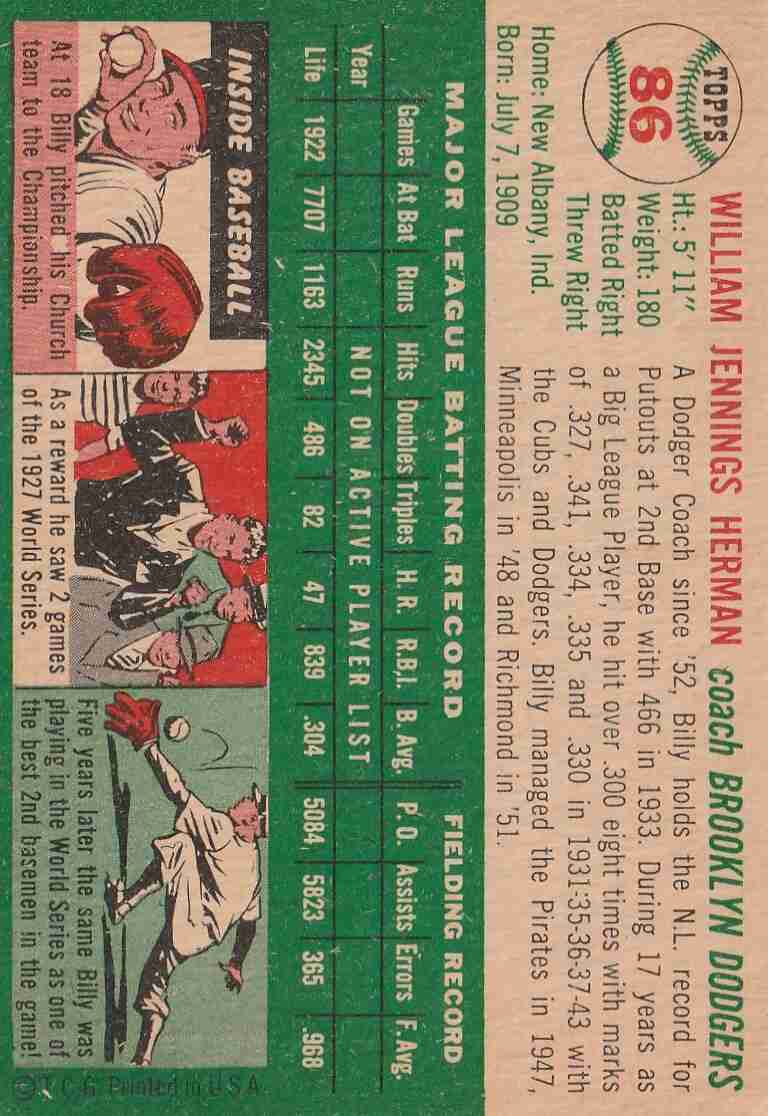 TOPPS
86
WILLIAM JENNINGS HERMAN coach BROOKLYN DODGERS
Ht.: 5'11"
Weight: 180
Batted Right
Threw Right
Home: New Albany, Ind.
Born: July 7, 1909
A Dodger Coach since '52, Billy holds the N.L. record for
Putouts at 2nd Base with 466 in 1933. During 17 years as
a Big League Player, he hit over .300 eight times with marks
of .327, .341, .334, .335 and .330 in 1931-35-36-37-43 with
the Cubs and Dodgers. Billy managed the Pirates in 1947,
Minneapolis in '48 and Richmond in '51.
MAJOR LEAGUE BATTING RECORD FIELDING RECORD
Games At Bat Runs Hits Doubles Triples H.R. R.B.I. B. Avg. P.O. Assists Errors F. Avg.
Year NOT ON ACTIVE PLAYER LIST
Life 1922 7707 1163 2345 486 82 47 839 .304 5084 5823 365 .968
INSIDE BASEBALL
At 18 Billy pitched his Church
team to the Championship.
As a reward he saw 2 games
of the 1927 World Series.
Five years later the same Billy was
playing in the World Series as one of
the best 2nd basemen in the game!
© T.C.G. Printed in U S A